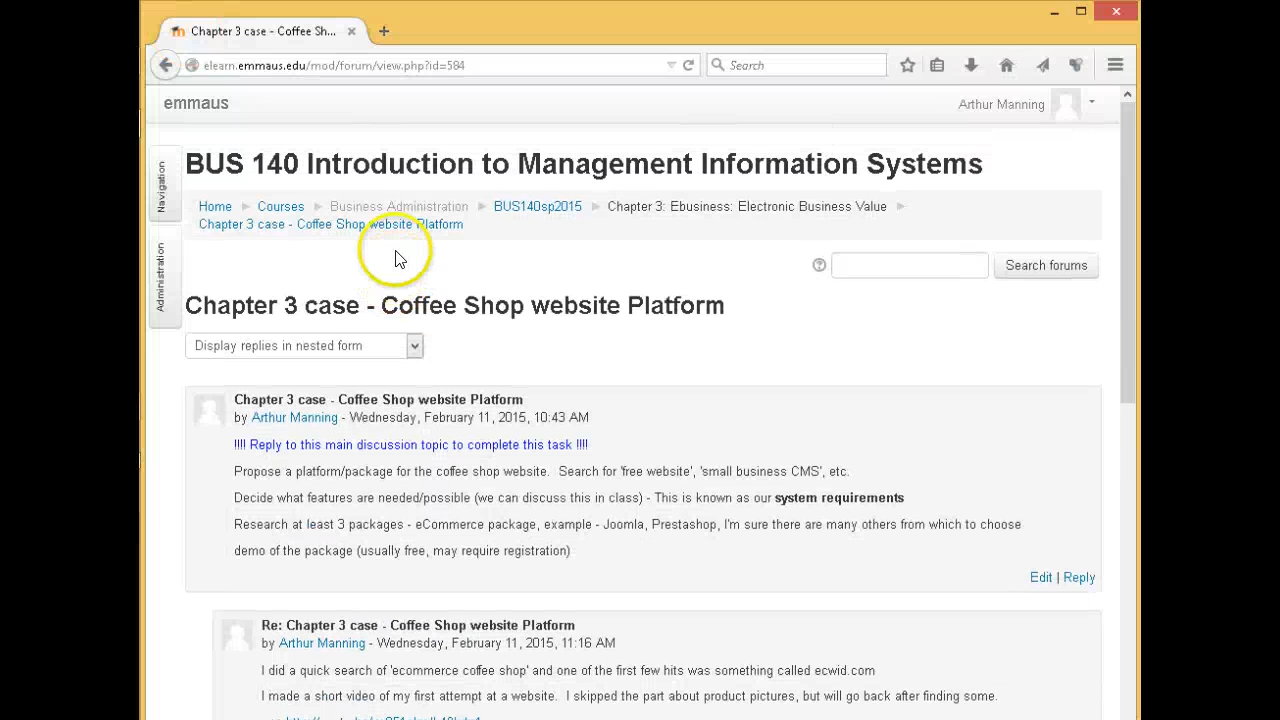 Chapter 3 case - Coffee Sh...
elearn.emmaus.edu/mod/forum/view.php?id=584
Search
emmaus
Arthur Manning
Navigation
Administration
BUS 140 Introduction to Management Information Systems
Home Courses Business Administration BUS140sp2015 Chapter 3: Ebusiness: Electronic Business Value
Chapter 3 case - Coffee Shop website Platform
Search forums
Chapter 3 case - Coffee Shop website Platform
Display replies in nested form
Chapter 3 case - Coffee Shop website Platform
by Arthur Manning - Wednesday, February 11, 2015, 10:43 AM
!!!! Reply to this main discussion topic to complete this task !!!!
Propose a platform/package for the coffee shop website. Search for 'free website', 'small business CMS', etc.
Decide what features are needed/possible (we can discuss this in class) - This is known as our system requirements
Research at least 3 packages - eCommerce package, example - Joomla, Prestashop, I'm sure there are many others from which to choose
demo of the package (usually free, may require registration)
Edit | Reply
Re: Chapter 3 case - Coffee Shop website Platform
by Arthur Manning - Wednesday, February 11, 2015, 11:16 AM
I did a quick search of 'ecommerce coffee shop' and one of the first few hits was something called ecwid.com
I made a short video of my first attempt at a website. I skipped the part about product pictures, but will go back after finding some.